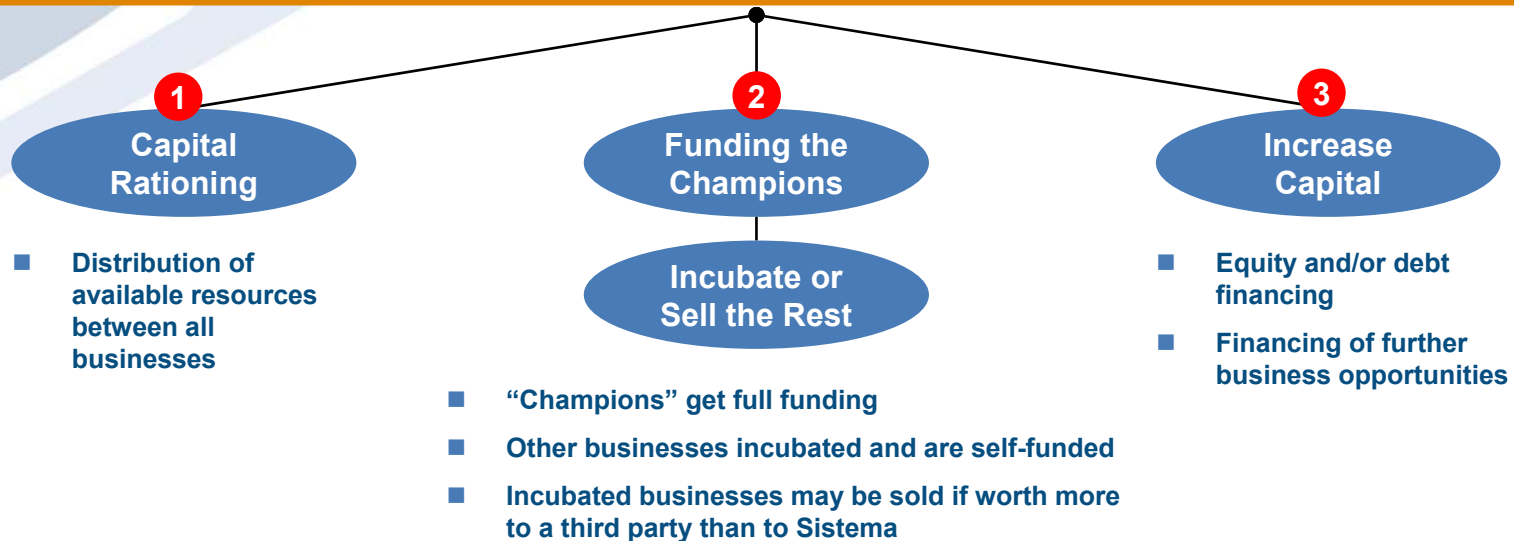 1
Capital
Rationing
Distribution of
available resources
between all
businesses
2
Funding the
Champions
Incubate or
Sell the Rest
“Champions” get full funding
Other businesses incubated and are self-funded
Incubated businesses may be sold if worth more
to a third party than to Sistema
3
Increase
Capital
Equity and/or debt
financing
Financing of further
business opportunities